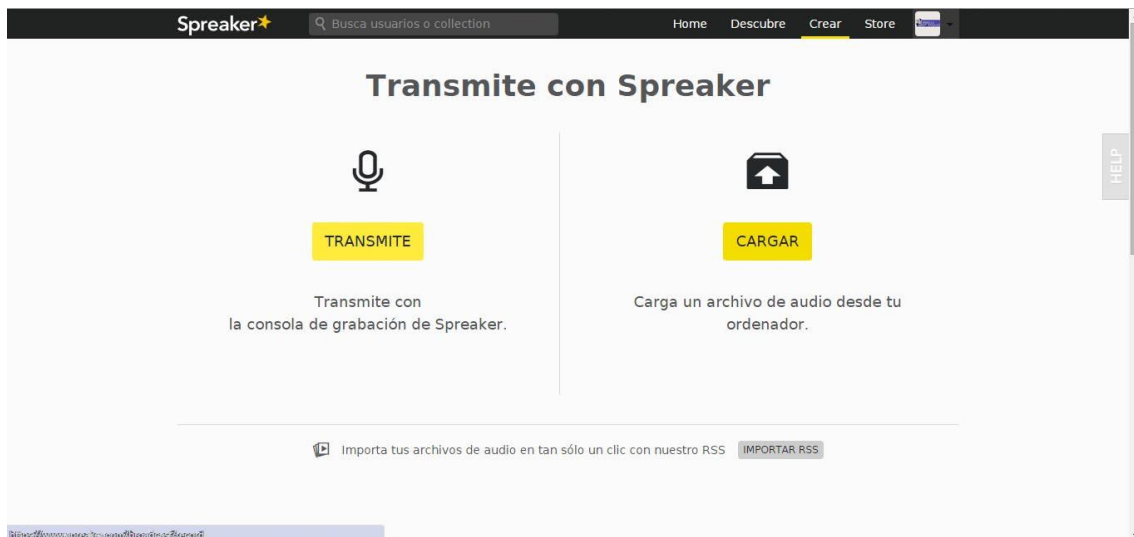 Spreaker
Busca usuarios o collection
Home
Descubre
Crear
Store
Transmite con Spreaker
HELP
TRANSMITE
CARGAR
Transmite con
la consola de grabación de Spreaker.
Carga un archivo de audio desde tu
ordenador.
Importa tus archivos de audio en tan sólo un clic con nuestro RSS
IMPORTAR RSS